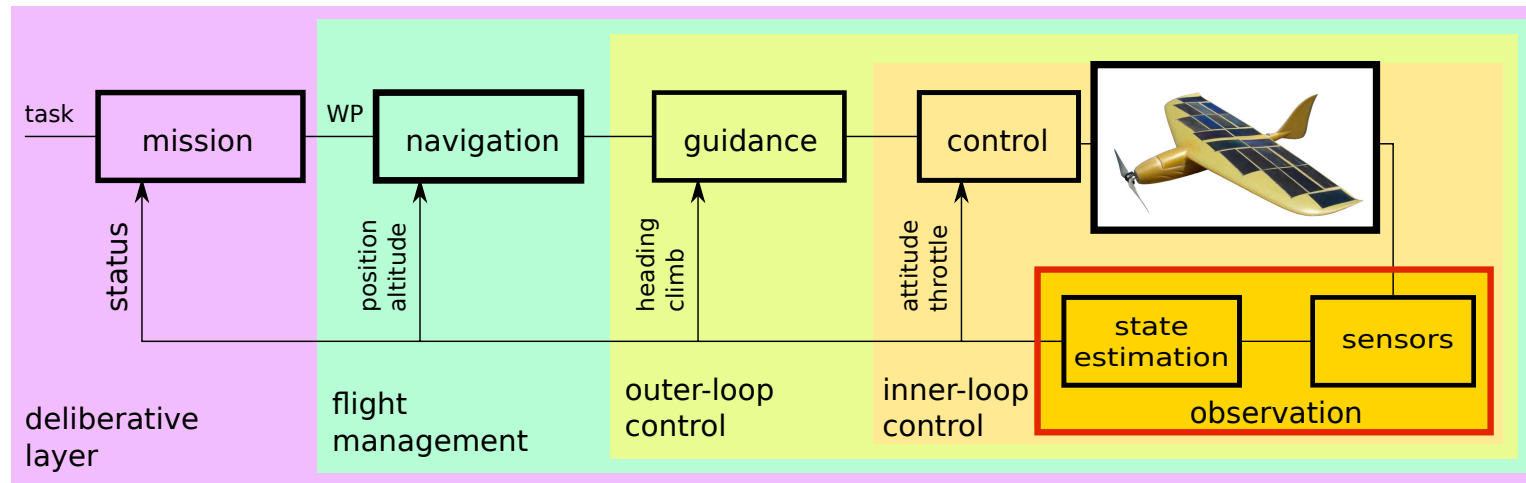 task
mission
WP
navigation
guidance
control
status
position
altitude
heading
climb
attitude
throttle
state
estimation
sensors
observation
deliberative
layer
flight
management
outer-loop
control
inner-loop
control